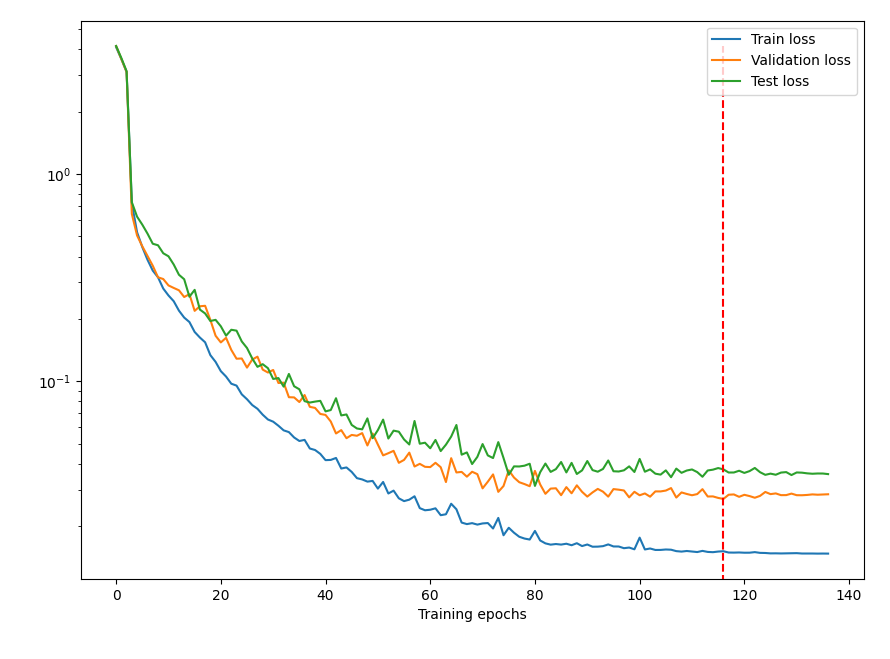 Train loss
Validation loss
Test loss
10⁰
10⁻¹
0 20 40 60 80 100 120 140
Training epochs